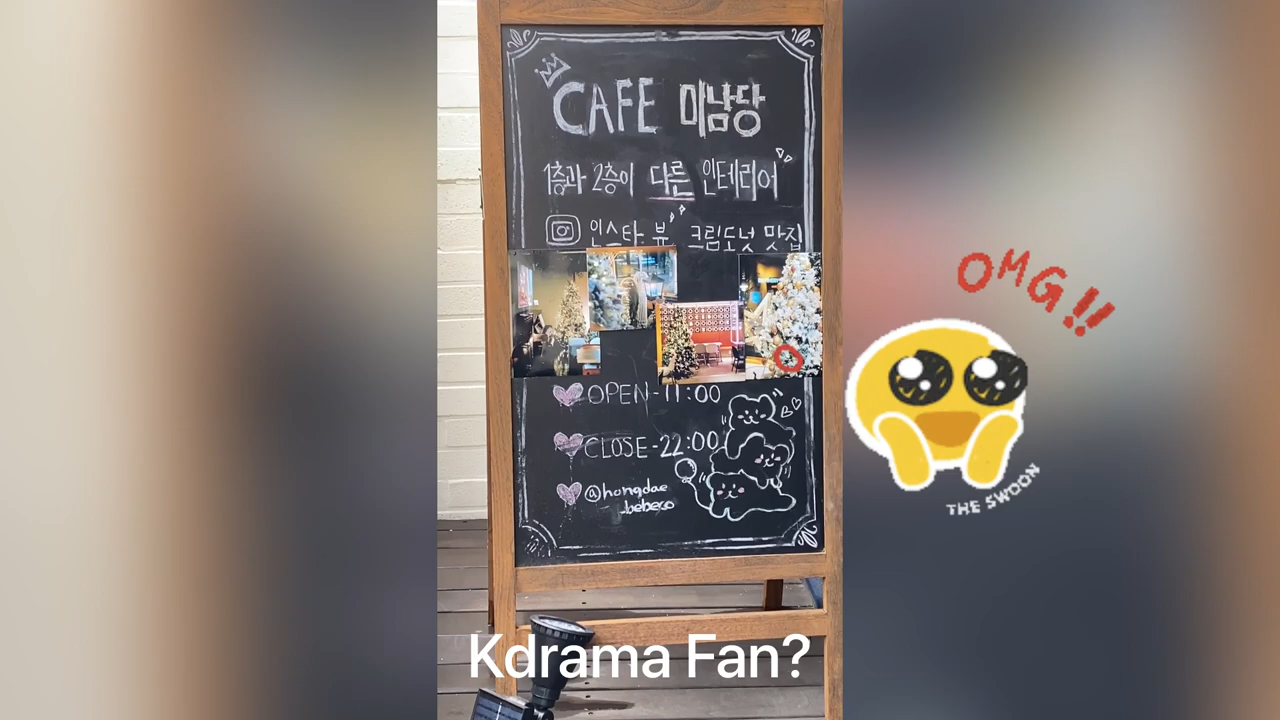 CAFE 미남당
1층과 2층이 다른 인테리어
인스타 뷰 크림도넛 맛집
OPEN-11:00
CLOSE-22:00
@hongdae
_bebeco
Kdrama Fan?
OMG!!
THE SWOON